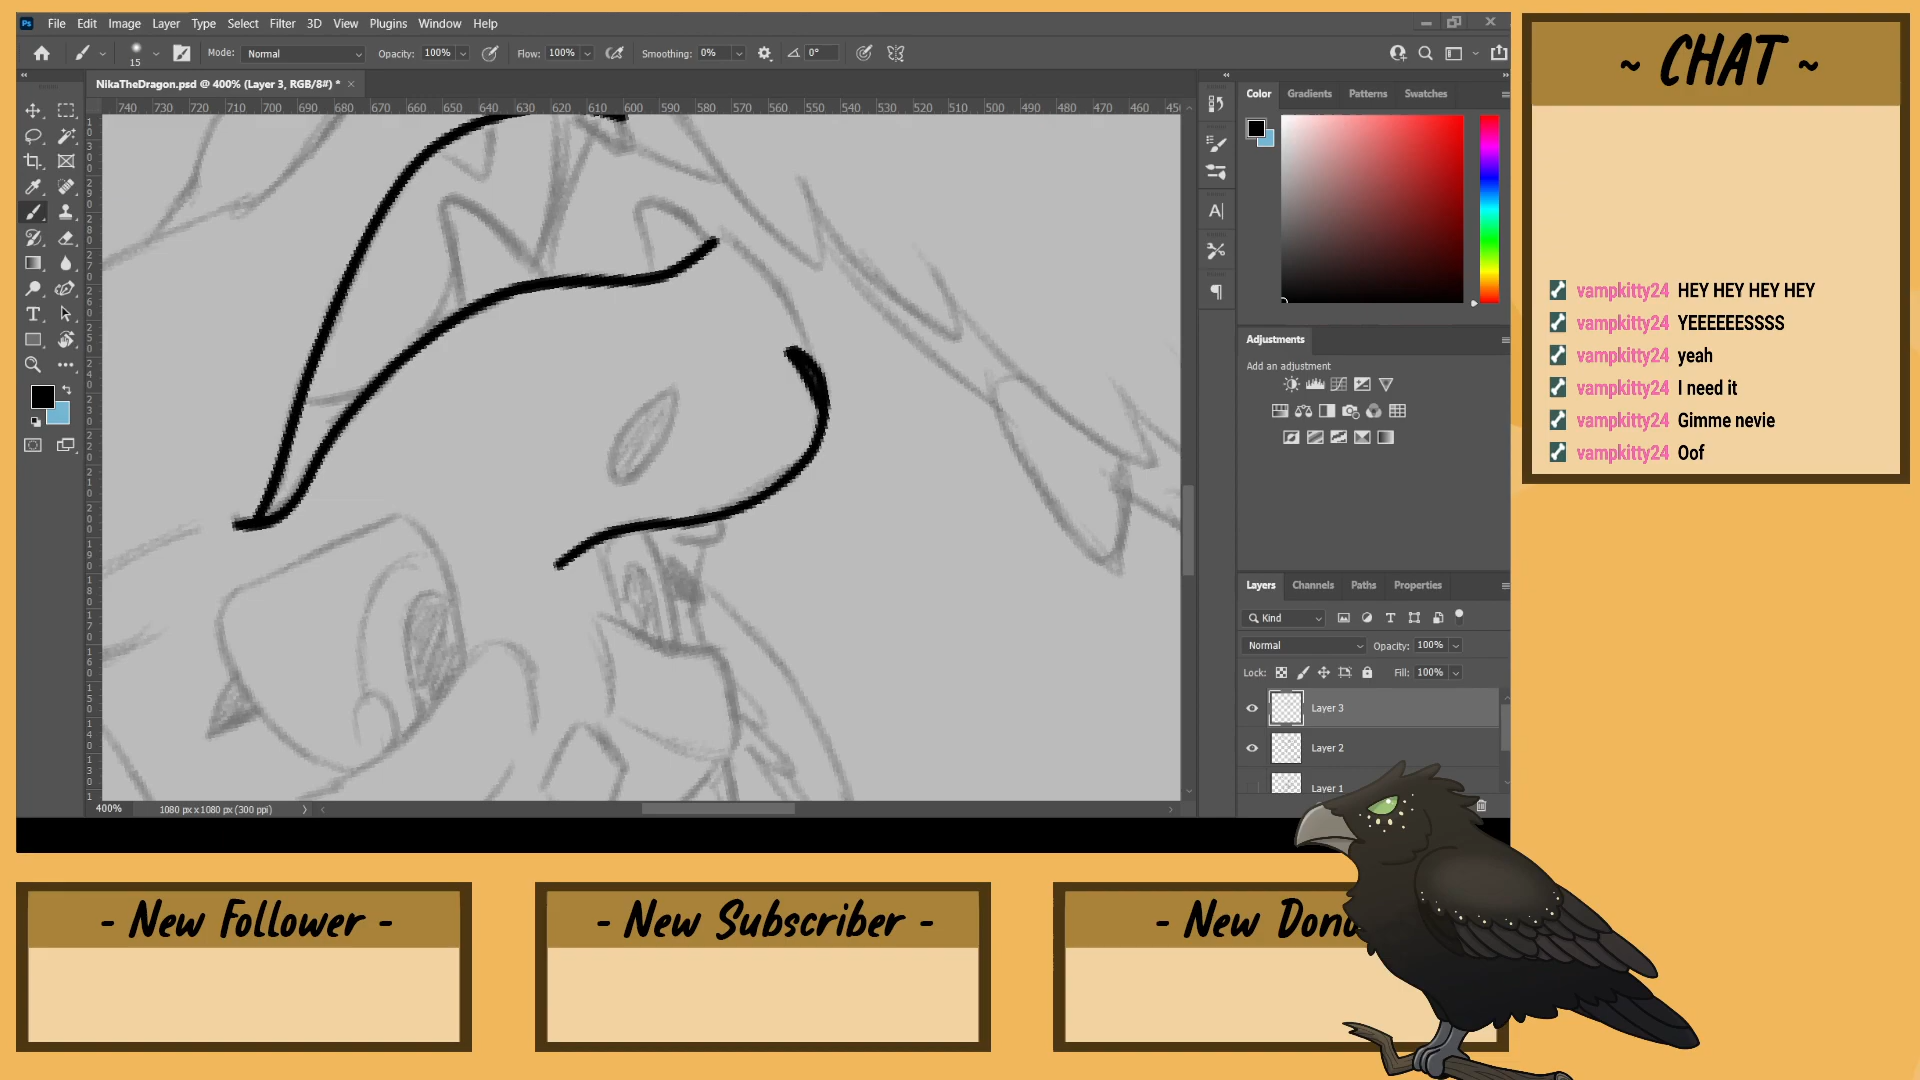 Ps File Edit Image Layer Type Select Filter 3D View Plugins Window Help
15 Mode: Normal Opacity: 100% Flow: 100% Smoothing: 0% 0°
NikaTheDragon.psd @ 400% (Layer 3, RGB/8#) *
740 730 720 710 700 690 680 670 660 650 640 630 620 610 600 590 580 570 560 550 540 530 520 510 500 490 480 470 460
Color Gradients Patterns Swatches
Adjustments
Add an adjustment
Layers Channels Paths Properties
Kind
Normal Opacity: 100%
Lock: Fill: 100%
Layer 3
Layer 2
Layer 1
400% 1080 px x 1080 px (300 ppi)
~ CHAT ~
vampkitty24 HEY HEY HEY HEY
vampkitty24 YEEEEEESSSS
vampkitty24 yeah
vampkitty24 I need it
vampkitty24 Gimme nevie
vampkitty24 Oof
- New Follower -
- New Subscriber -
- New Dono